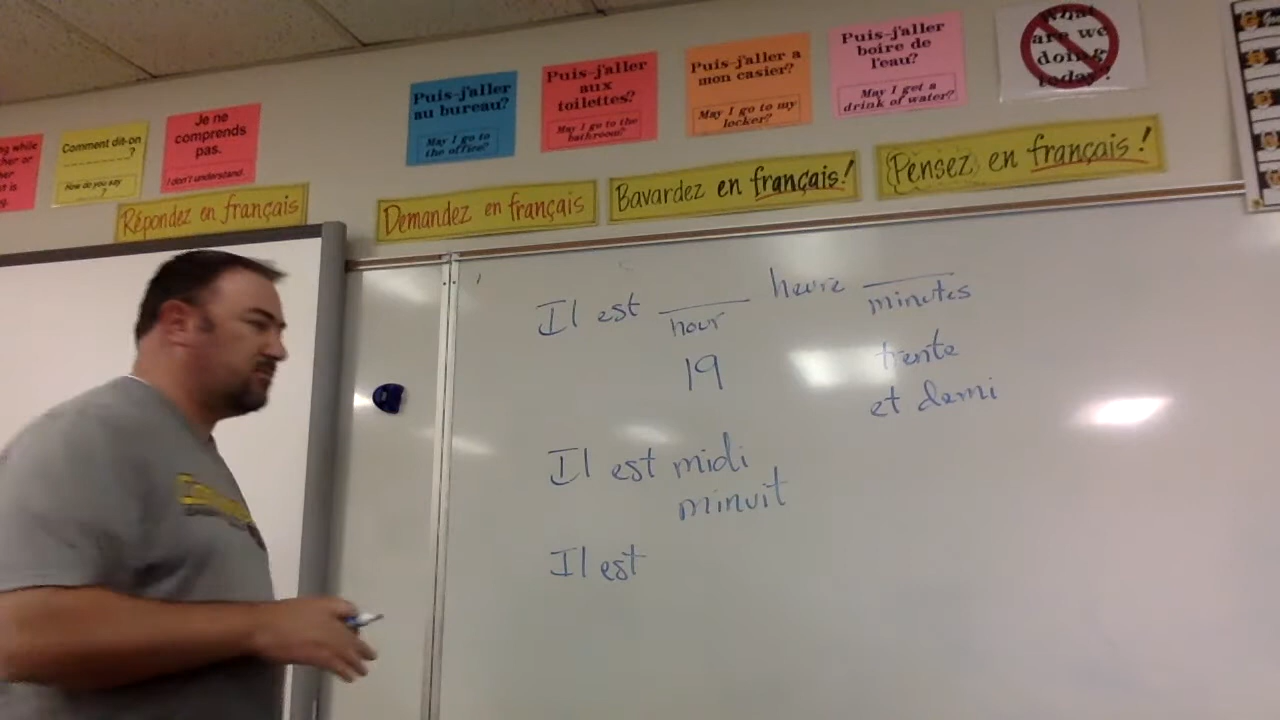 Je ne
comprends
pas.
I don't understand.
Comment dit-on
?
How do you say
?
Puis-j'aller
au bureau?
May I go to
the office?
Puis-j'aller
aux
toilettes?
May I go to the
bathroom?
Puis-j'aller a
mon casier?
May I go to my
locker?
Puis-j'aller
boire de
l'eau?
May I get a
drink of water?
What
are we
doing
today?
Répondez en français
Demandez en français
Bavardez en français!
Pensez en français!
Il est ____ heure ____
hour minutes
19 trente
et demi
Il est midi
minuit
Il est